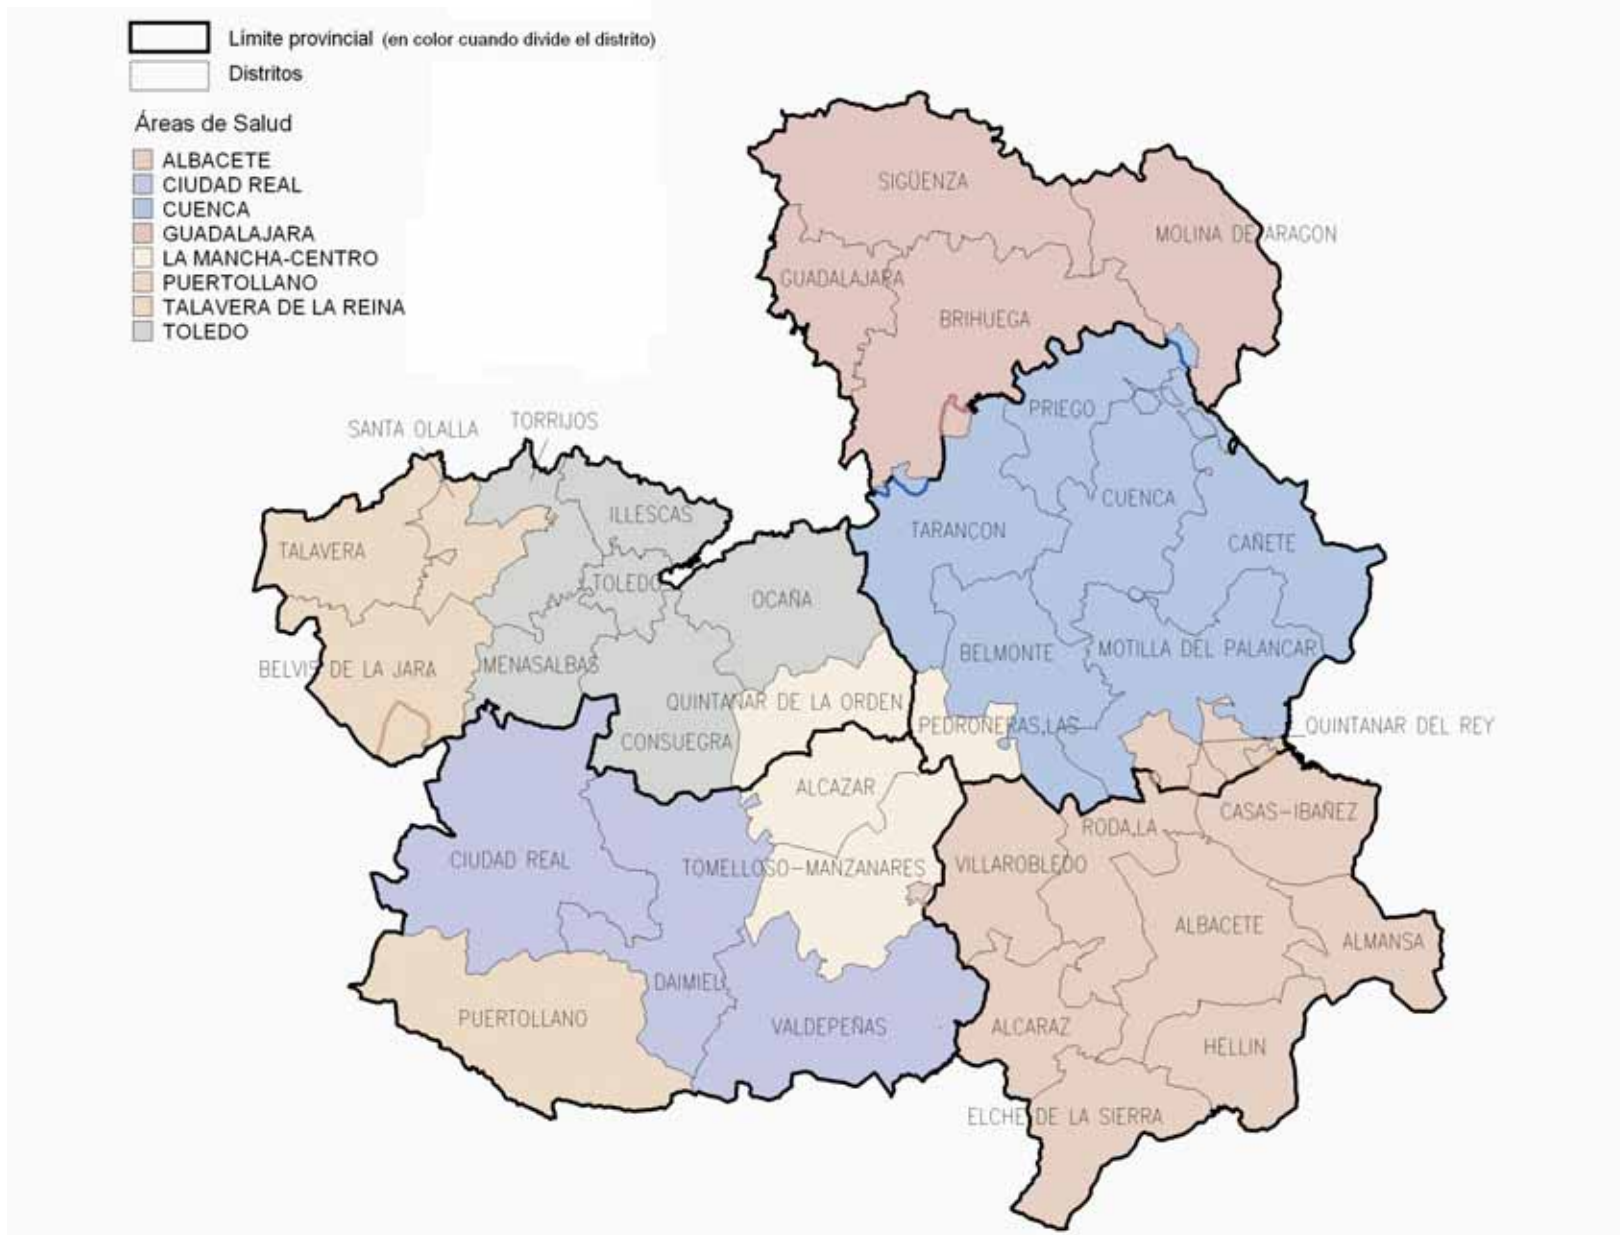 Límite provincial (en color cuando divide el distrito)
Distritos
Áreas de Salud
ALBACETE
CIUDAD REAL
CUENCA
GUADALAJARA
LA MANCHA-CENTRO
PUERTOLLANO
TALAVERA DE LA REINA
TOLEDO
SIGÜENZA
MOLINA DE ARAGON
GUADALAJARA
BRIHUEGA
PRIEGO
SANTA OLALLA
TORRIJOS
CUENCA
ILLESCAS
TARANCON
CAÑETE
TALAVERA
TOLEDO
OCAÑA
BELMONTE
MOTILLA DEL PALANCAR
BELVIS DE LA JARA
MENASALBAS
QUINTANAR DE LA ORDEN
PEDROÑERAS,LAS
QUINTANAR DEL REY
CONSUEGRA
ALCAZAR
CASAS-IBAÑEZ
RODA,LA
CIUDAD REAL
TOMELLOSO-MANZANARES
VILLAROBLEDO
ALBACETE
ALMANSA
DAIMIEL
PUERTOLLANO
VALDEPEÑAS
ALCARAZ
HELLIN
ELCHE DE LA SIERRA